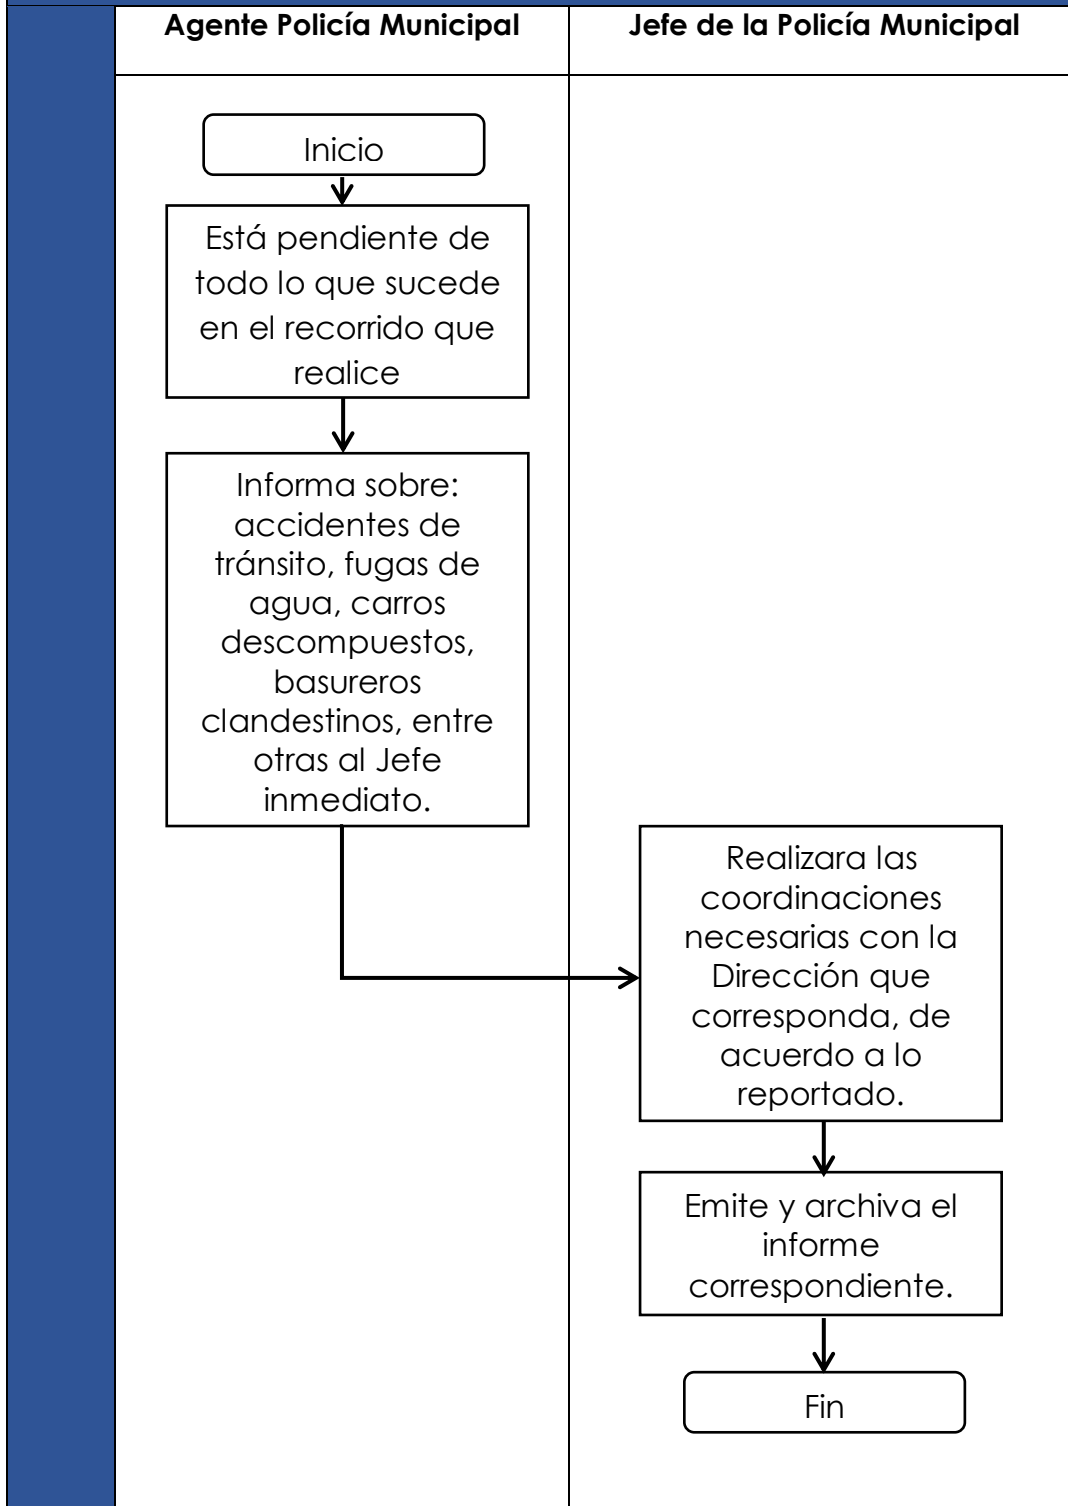 Agente Policía Municipal
Jefe de la Policía Municipal
Inicio
Está pendiente de
todo lo que sucede
en el recorrido que
realice
Informa sobre:
accidentes de
tránsito, fugas de
agua, carros
descompuestos,
basureros
clandestinos, entre
otras al Jefe
inmediato.
Realizara las
coordinaciones
necesarias con la
Dirección que
corresponda, de
acuerdo a lo
reportado.
Emite y archiva el
informe
correspondiente.
Fin